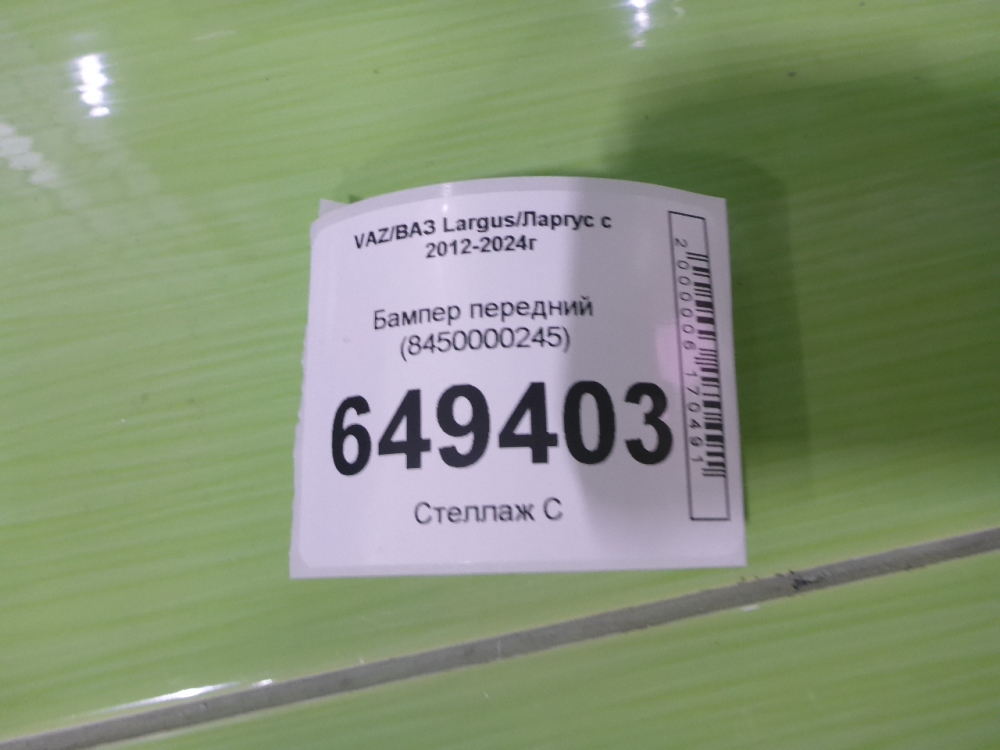 VAZ/ВАЗ Largus/Ларгус с
2012-2024г
Бампер передний
(8450000245)
649403
Стеллаж С
2000006170491